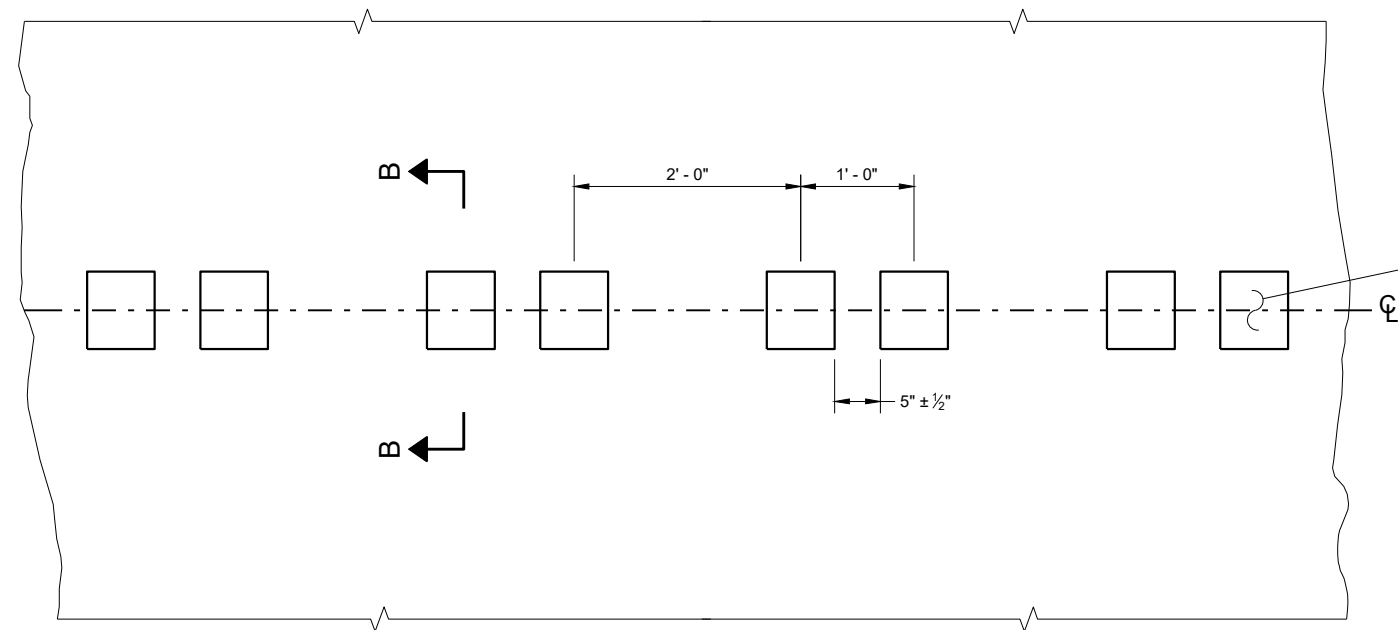 B
2' - 0"
1' - 0"
℄
5" ± ½"
B